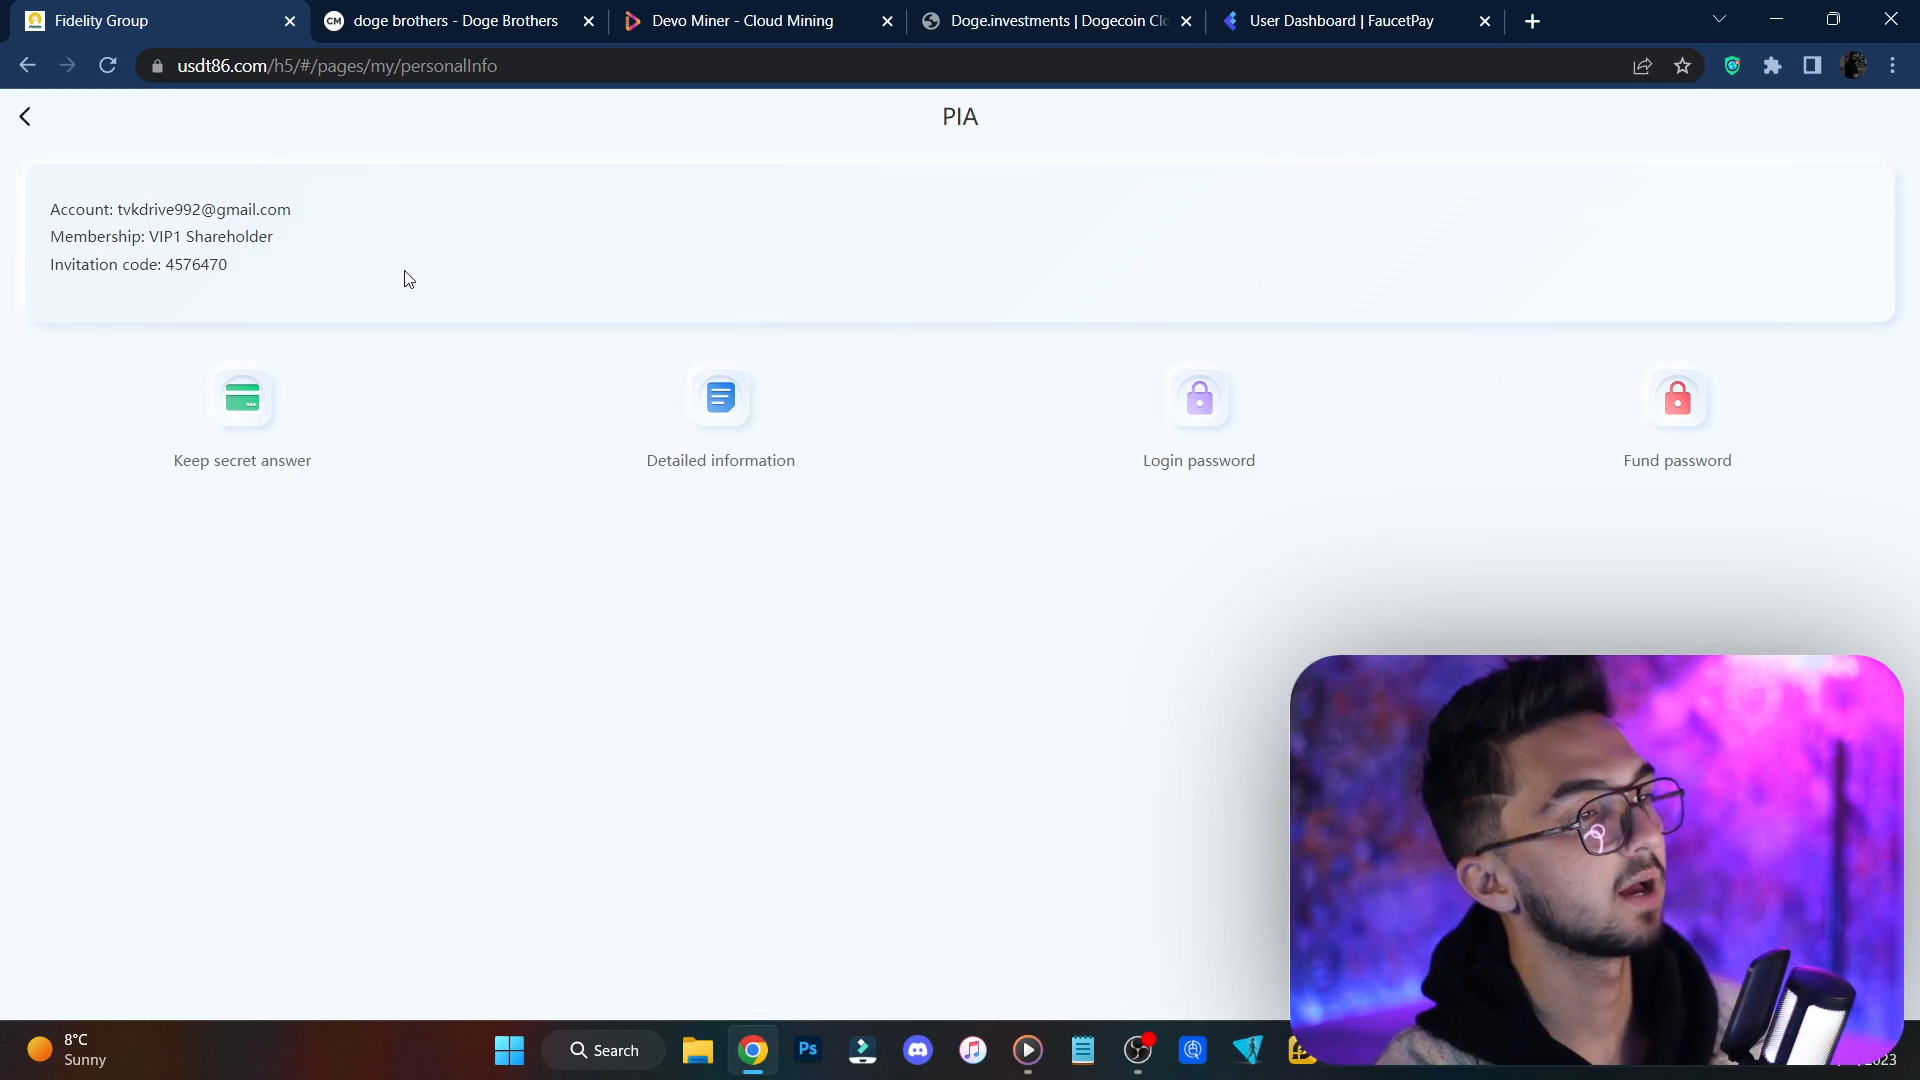 Fidelity Group
doge brothers - Doge Brothers
Devo Miner - Cloud Mining
Doge.investments | Dogecoin Clo
User Dashboard | FaucetPay
usdt86.com/h5/#/pages/my/personalInfo
PIA
Account: tvkdrive992@gmail.com
Membership: VIP1 Shareholder
Invitation code: 4576470
Keep secret answer
Detailed information
Login password
Fund password
8°C
Sunny
Search
Ps